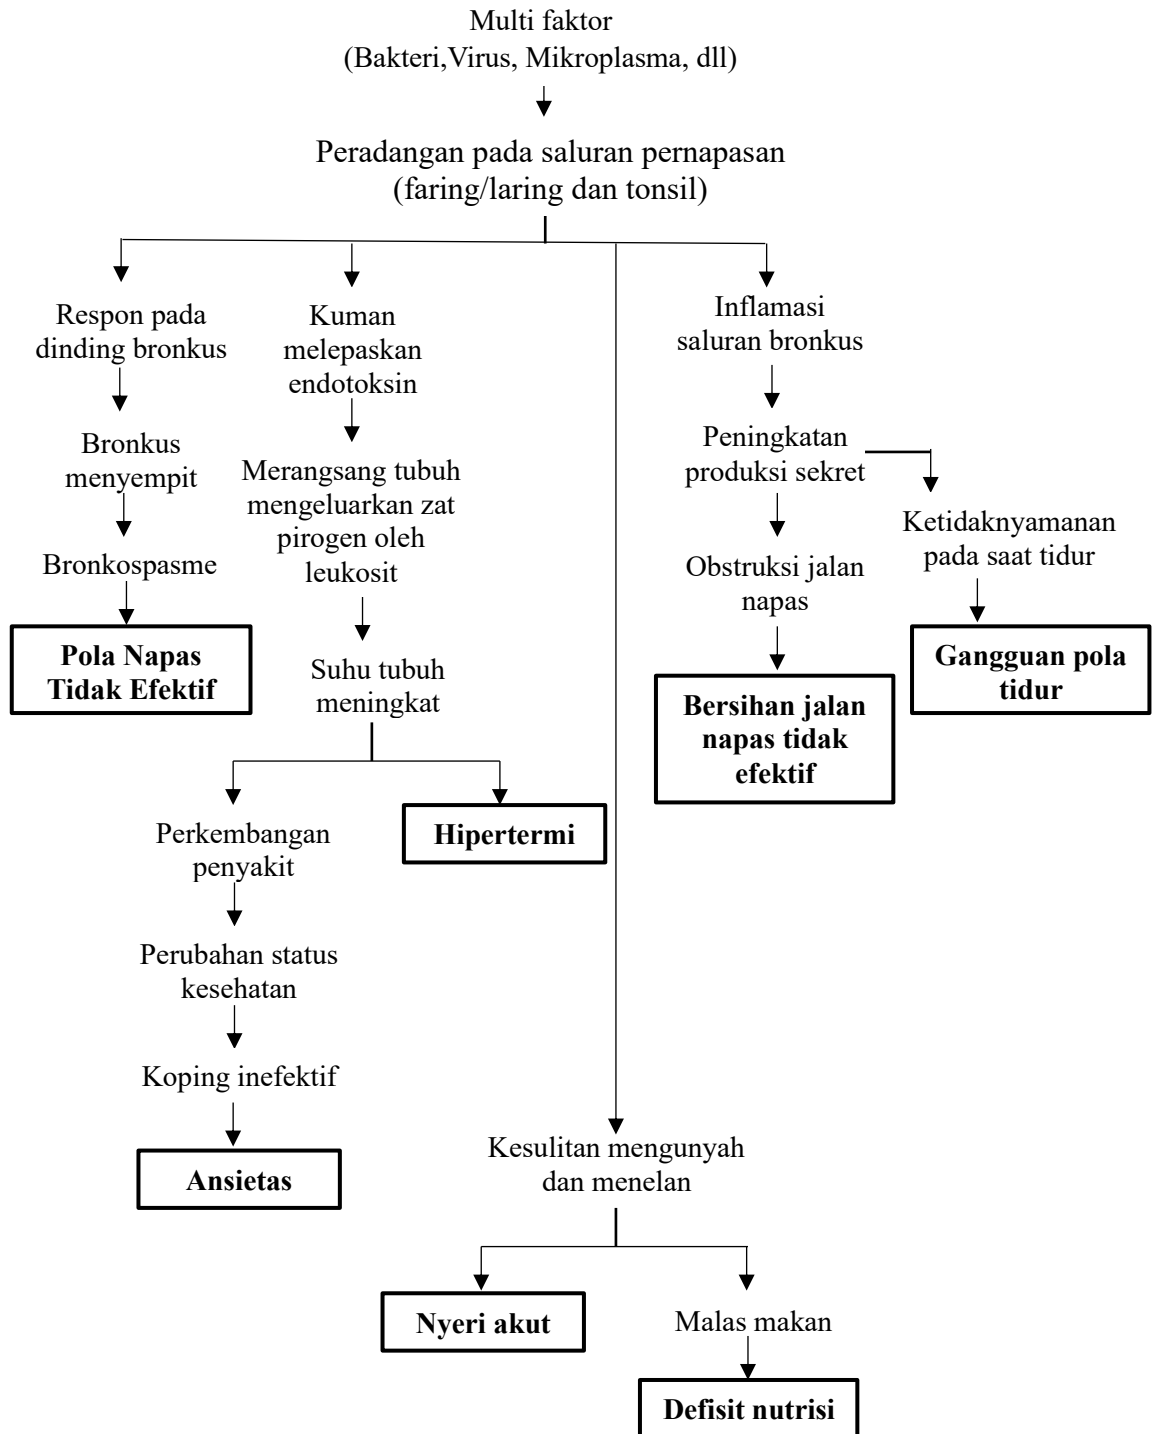 Multi faktor
(Bakteri,Virus, Mikroplasma, dll)
Peradangan pada saluran pernapasan
(faring/laring dan tonsil)
Respon pada
dinding bronkus
Bronkus
menyempit
Bronkospasme
Pola Napas
Tidak Efektif
Kuman
melepaskan
endotoksin
Merangsang tubuh
mengeluarkan zat
pirogen oleh
leukosit
Suhu tubuh
meningkat
Perkembangan
penyakit
Perubahan status
kesehatan
Koping inefektif
Ansietas
Hipertermi
Inflamasi
saluran bronkus
Peningkatan
produksi sekret
Obstruksi jalan
napas
Bersihan jalan
napas tidak
efektif
Ketidaknyamanan
pada saat tidur
Gangguan pola
tidur
Kesulitan mengunyah
dan menelan
Nyeri akut
Malas makan
Defisit nutrisi